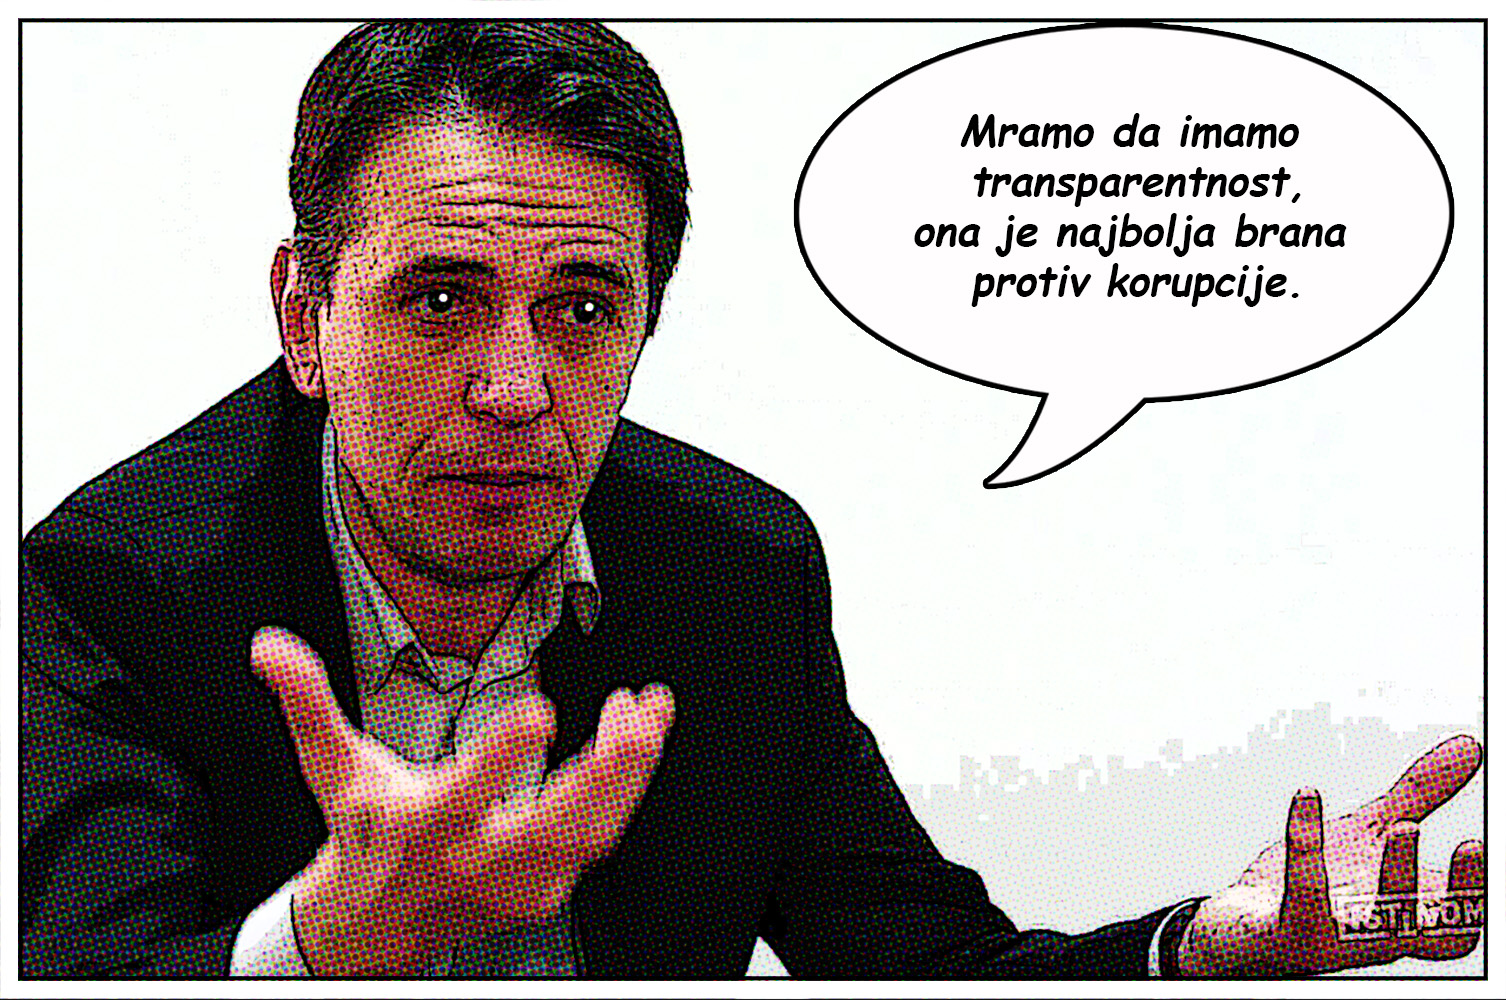 Mramo da imamo
transparentnost,
ona je najbolja brana
protiv korupcije.